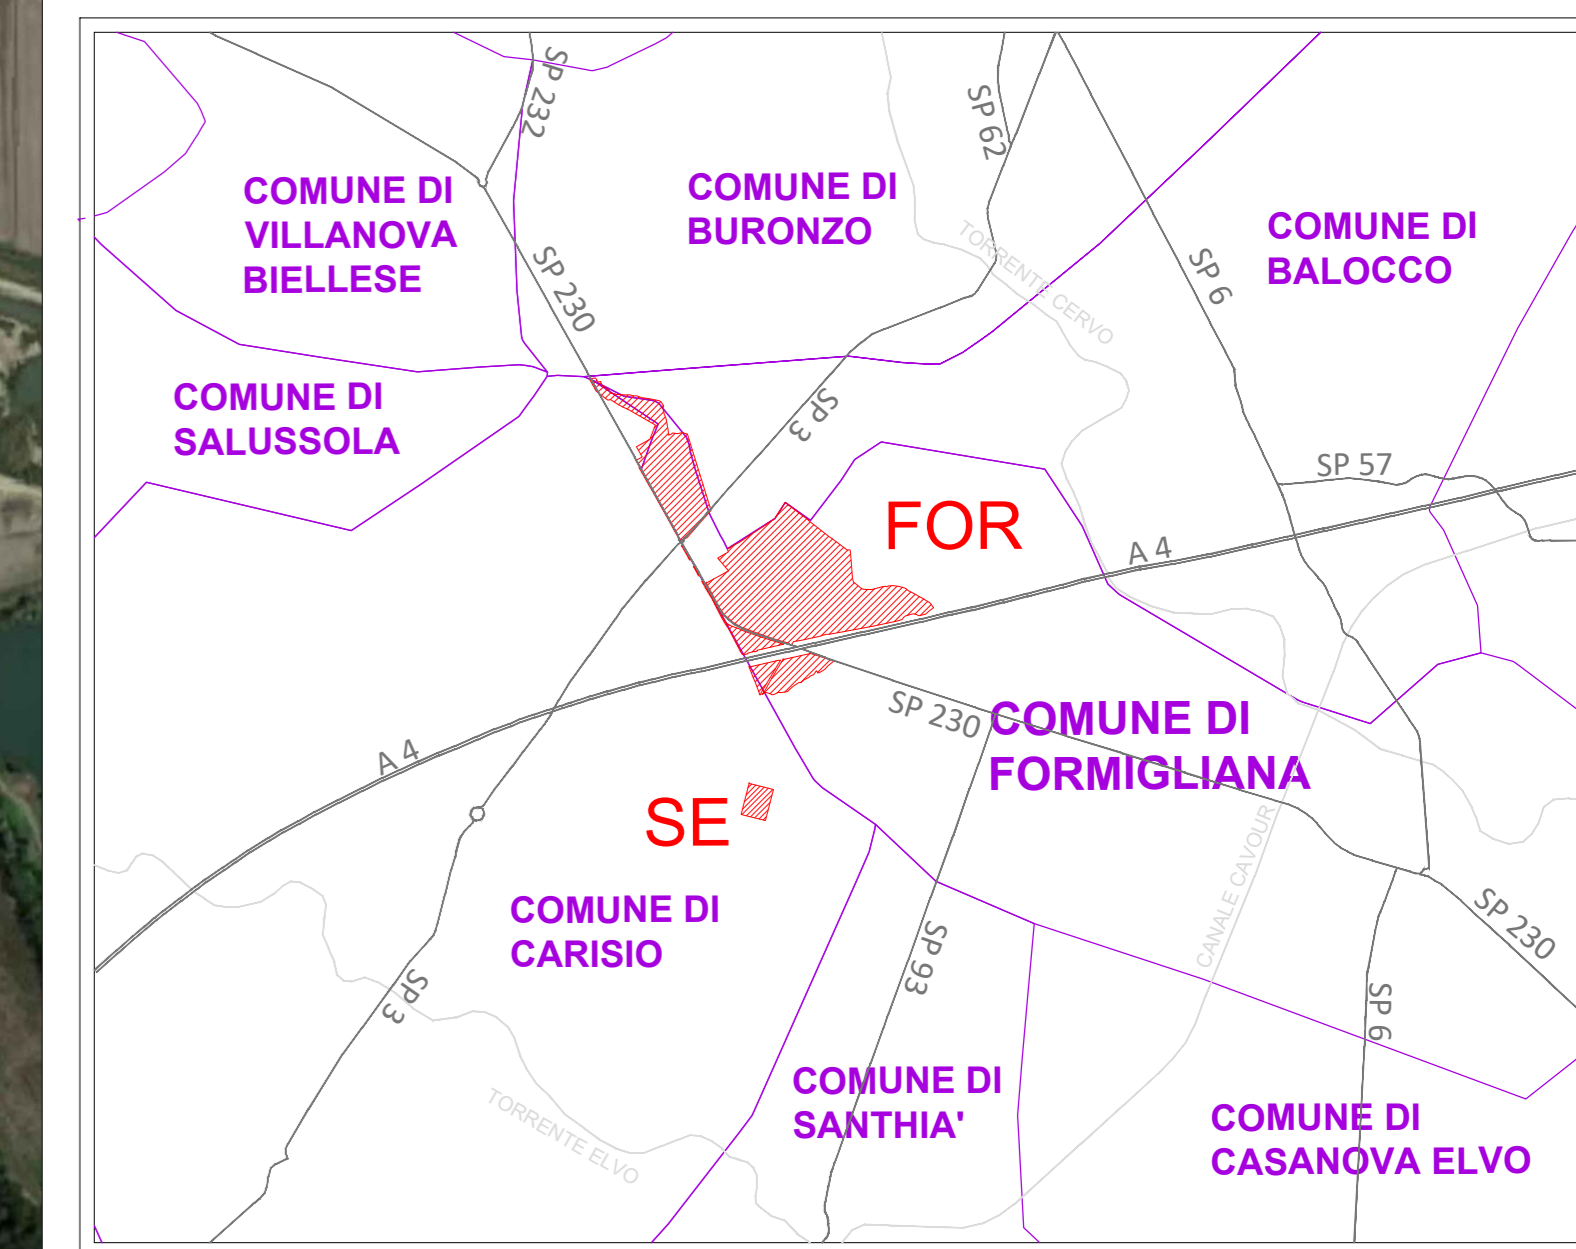 SP 232
SP 62
COMUNE DI
VILLANOVA
BIELLESE
COMUNE DI
BURONZO
COMUNE DI
BALOCCO
TORRENTE CERVO
SP 230
SP 6
COMUNE DI
SALUSSOLA
SP 3
SP 57
FOR
A 4
A 4
SP 230
COMUNE DI
FORMIGLIANA
SE
CANALE CAVOUR
COMUNE DI
CARISIO
SP 93
SP 230
SP 3
SP 6
TORRENTE ELVO
COMUNE DI
SANTHIA'
COMUNE DI
CASANOVA ELVO